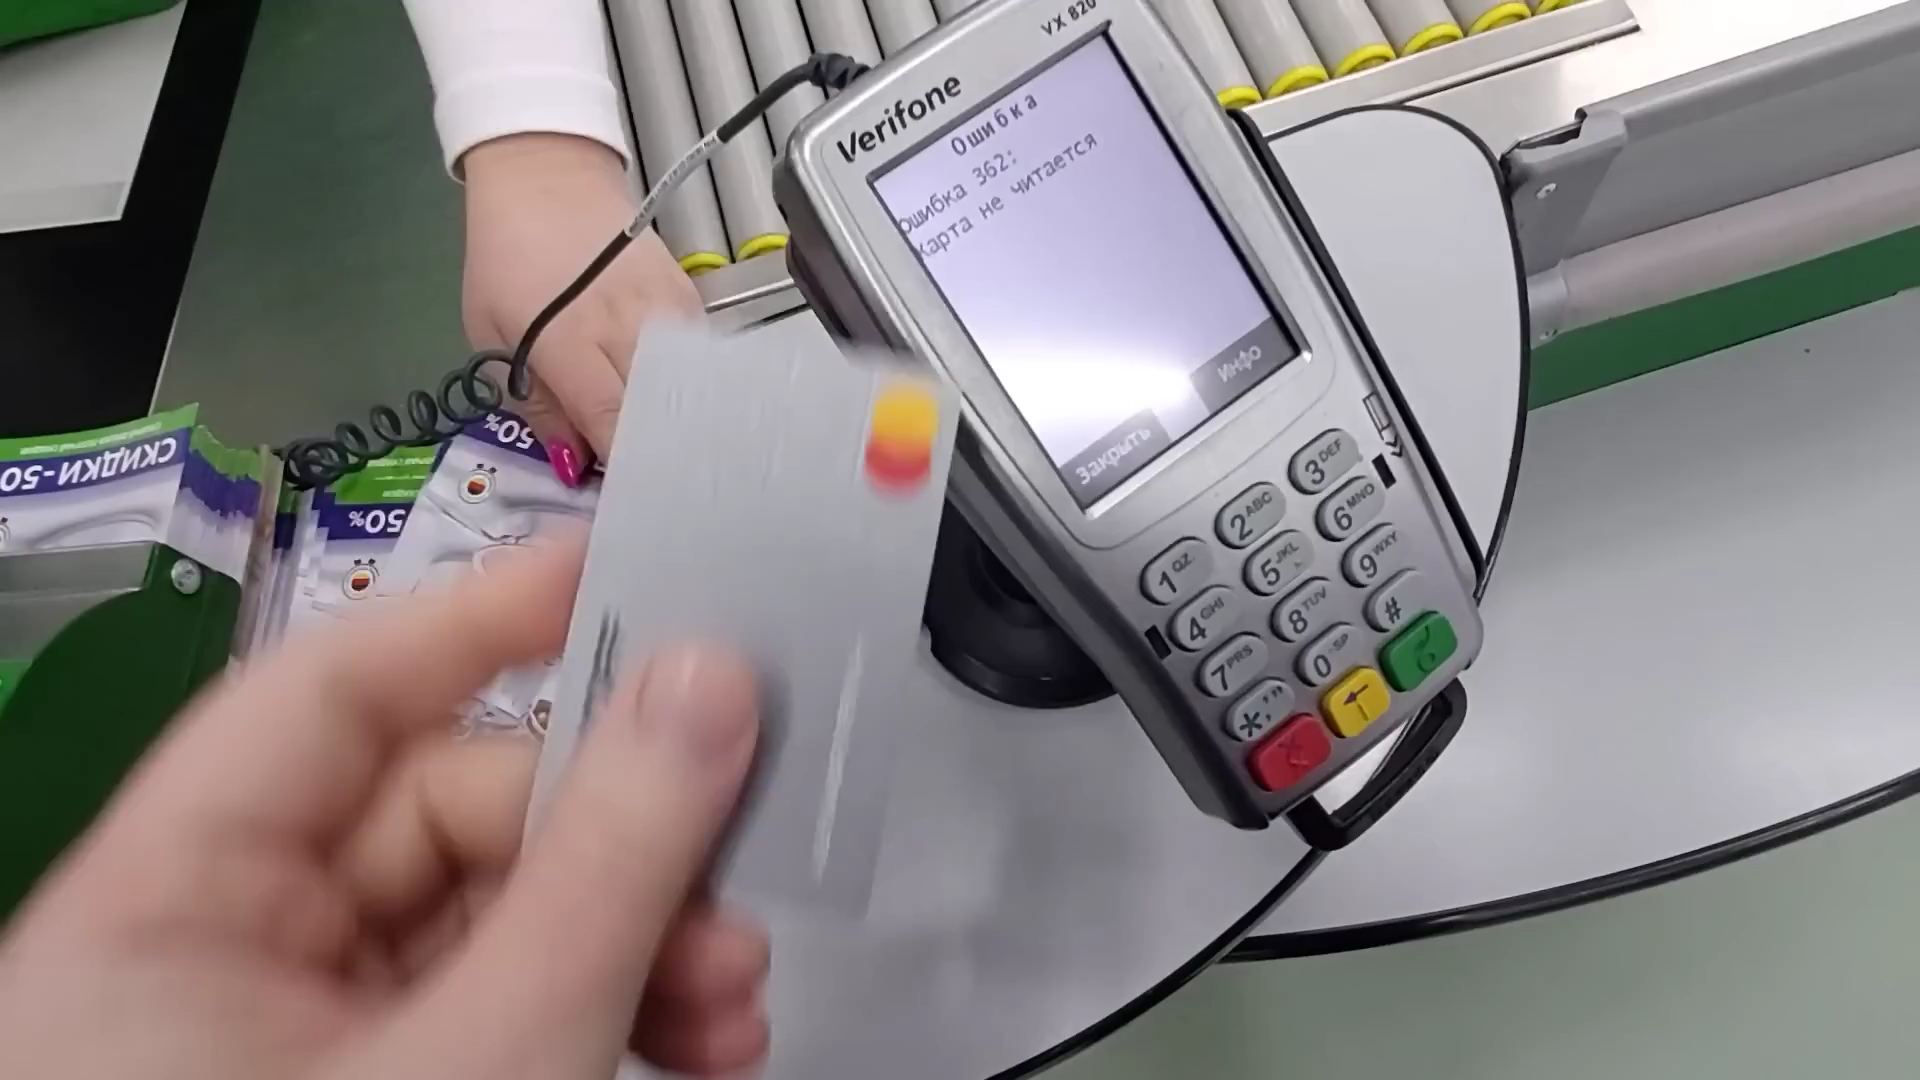 VX 820
Verifone
Ошибка
Ошибка 362:
Карта не читается
Инфо
Закрыть
1 QZ.
2 ABC
3 DEF
4 GHI
5 JKL
6 MNO
7 PRS
8 TUV
9 WXY
*,'"
0 -SP
#
СКИДКИ-50
50%
50%